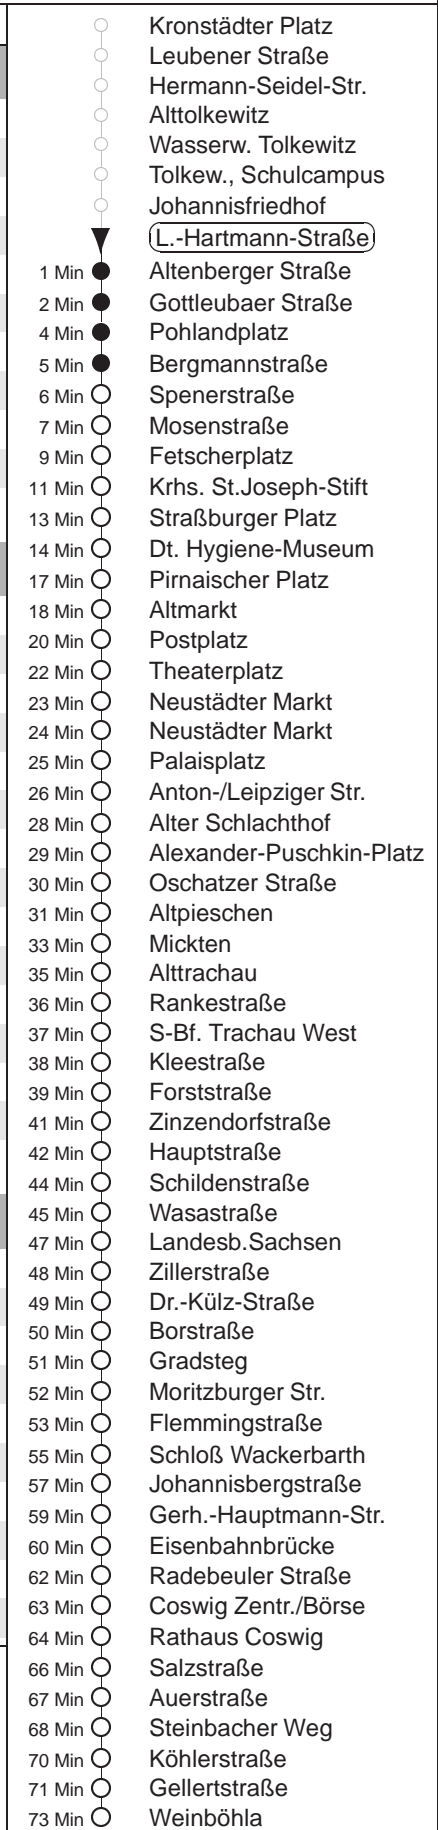 Kronstädter Platz
Leubener Straße
Hermann-Seidel-Str.
Alttolkewitz
Wasserw. Tolkewitz
Tolkew., Schulcampus
Johannisfriedhof
L.-Hartmann-Straße
1 Min Altenberger Straße
2 Min Gottleubaer Straße
4 Min Pohlandplatz
5 Min Bergmannstraße
6 Min Spenerstraße
7 Min Mosenstraße
9 Min Fetscherplatz
11 Min Krhs. St.Joseph-Stift
13 Min Straßburger Platz
14 Min Dt. Hygiene-Museum
17 Min Pirnaischer Platz
18 Min Altmarkt
20 Min Postplatz
22 Min Theaterplatz
23 Min Neustädter Markt
24 Min Neustädter Markt
25 Min Palaisplatz
26 Min Anton-/Leipziger Str.
28 Min Alter Schlachthof
29 Min Alexander-Puschkin-Platz
30 Min Oschatzer Straße
31 Min Altpieschen
33 Min Mickten
35 Min Alttrachau
36 Min Rankestraße
37 Min S-Bf. Trachau West
38 Min Kleestraße
39 Min Forststraße
41 Min Zinzendorfstraße
42 Min Hauptstraße
44 Min Schildenstraße
45 Min Wasastraße
47 Min Landesb.Sachsen
48 Min Zillerstraße
49 Min Dr.-Külz-Straße
50 Min Borstraße
51 Min Gradsteg
52 Min Moritzburger Str.
53 Min Flemmingstraße
55 Min Schloß Wackerbarth
57 Min Johannisbergstraße
59 Min Gerh.-Hauptmann-Str.
60 Min Eisenbahnbrücke
62 Min Radebeuler Straße
63 Min Coswig Zentr./Börse
64 Min Rathaus Coswig
66 Min Salzstraße
67 Min Auerstraße
68 Min Steinbacher Weg
70 Min Köhlerstraße
71 Min Gellertstraße
73 Min Weinböhla